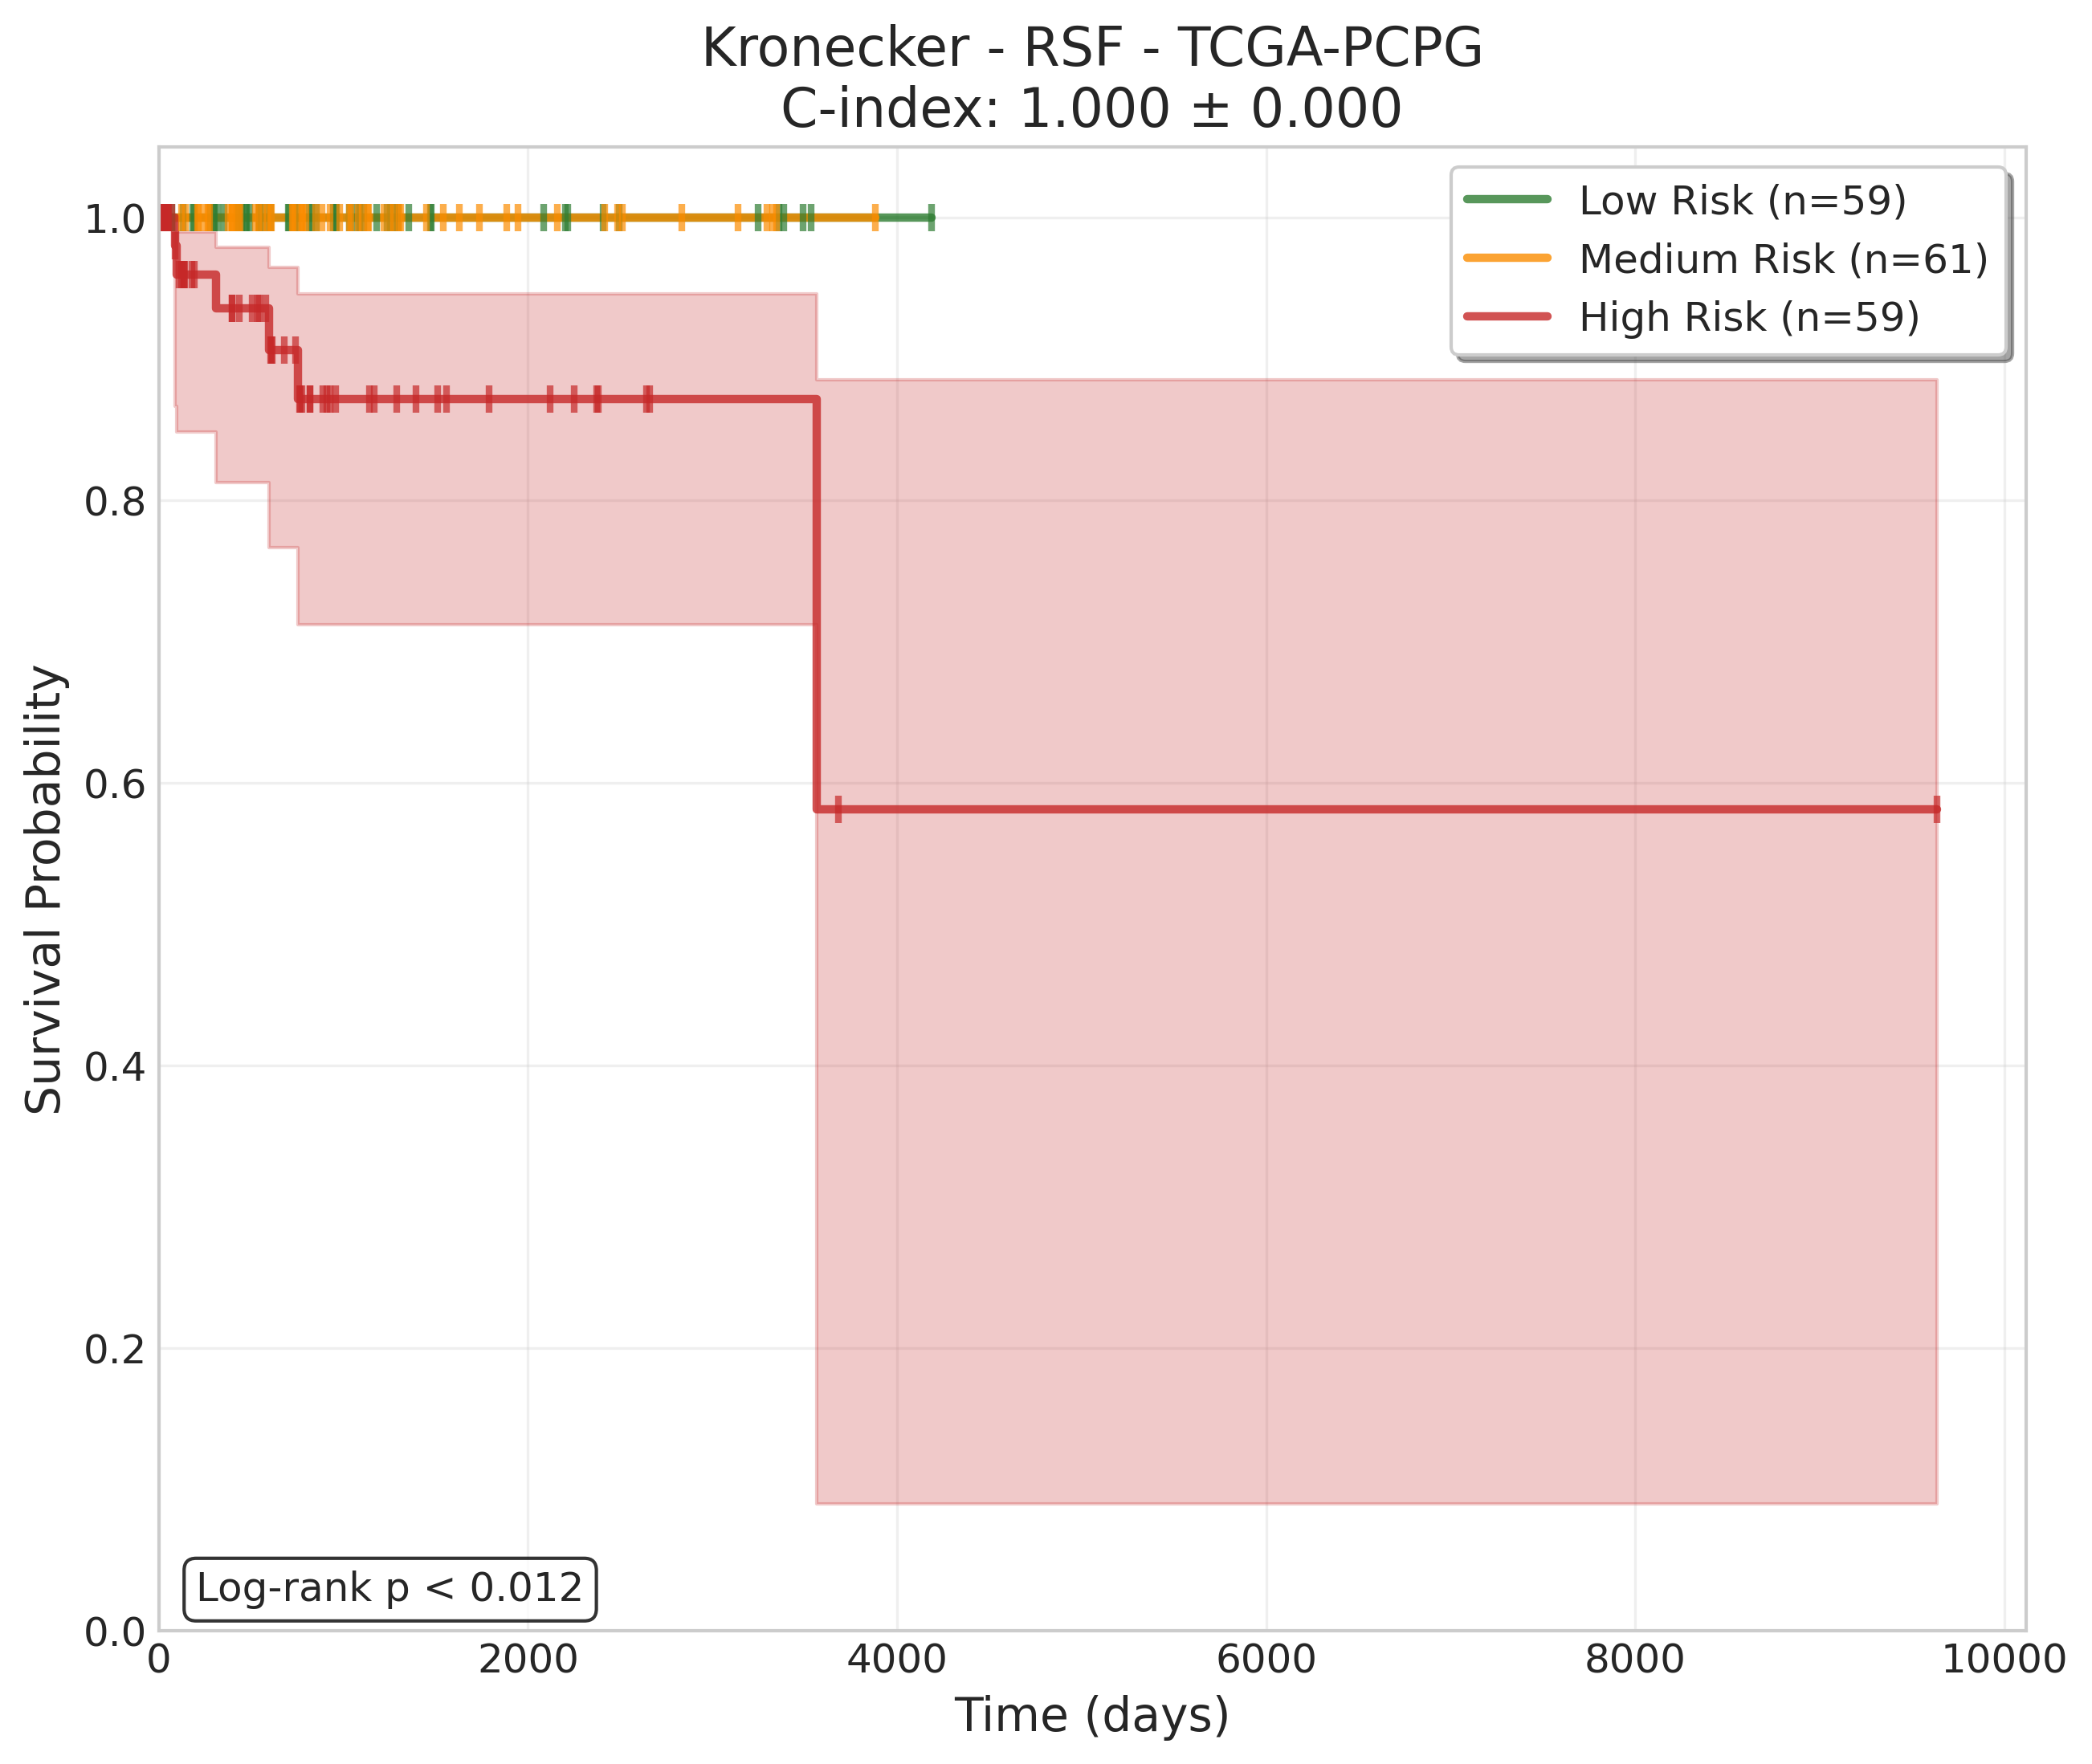 Kronecker - RSF - TCGA-PCPG
C-index: 1.000 ± 0.000
Low Risk (n=59)
Medium Risk (n=61)
High Risk (n=59)
Survival Probability
1.0
0.8
0.6
0.4
0.2
0.0
Log-rank p < 0.012
0 2000 4000 6000 8000 10000
Time (days)